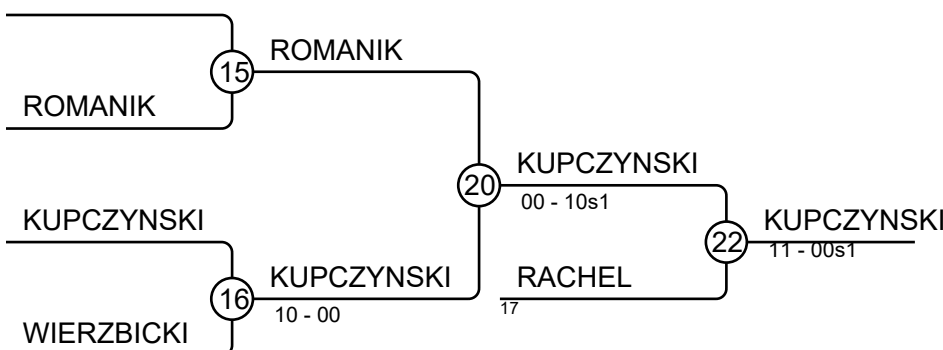 ROMANIK
15
ROMANIK
KUPCZYNSKI
20
00 - 10s1
KUPCZYNSKI
KUPCZYNSKI
22
11 - 00s1
KUPCZYNSKI
16
10 - 00
RACHEL
17
WIERZBICKI